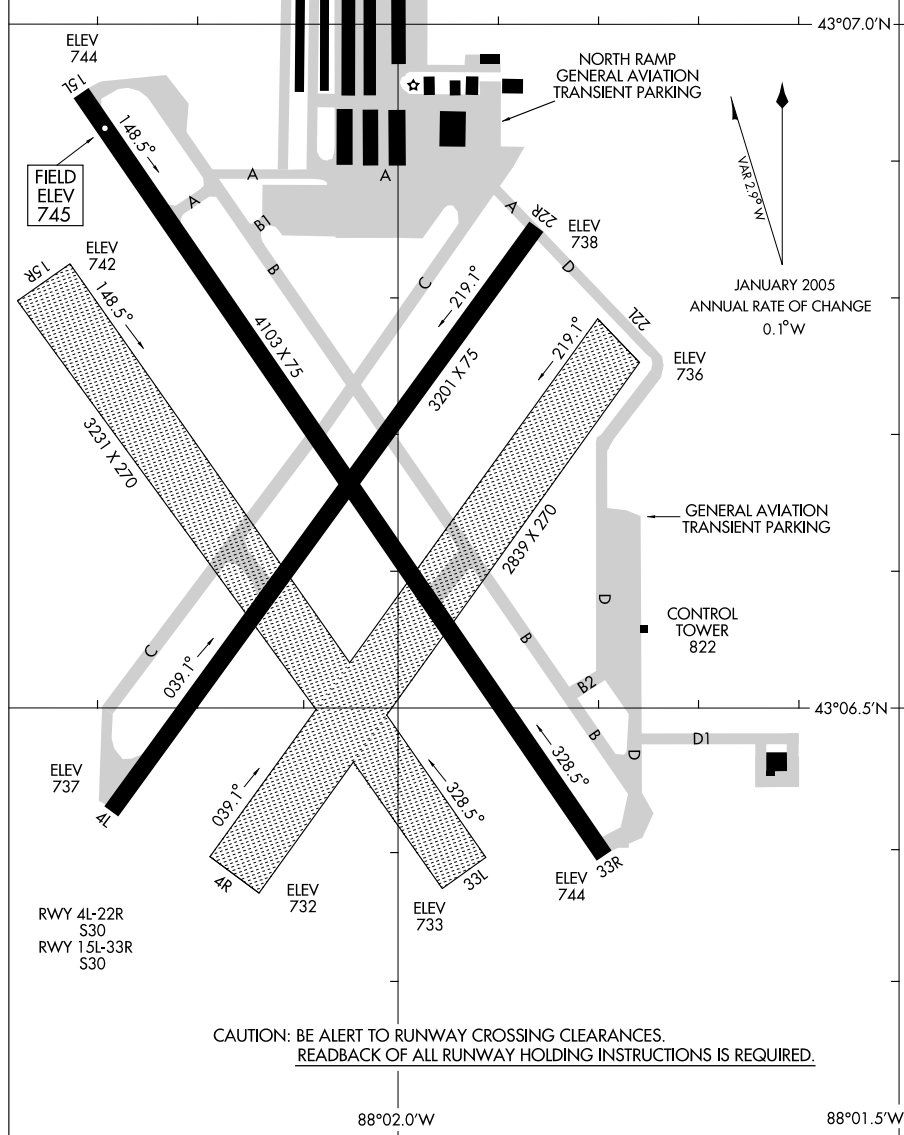 43°07.0'N
ELEV
744
15L
NORTH RAMP
GENERAL AVIATION
TRANSIENT PARKING
148.5°
VAR 2.9° W
FIELD
ELEV
745
A
A
A
A
B1
22R
ELEV
738
D
ELEV
742
15R
B
C
219.1°
JANUARY 2005
ANNUAL RATE OF CHANGE
0.1°W
148.5°
22L
4103 X 75
219.1°
ELEV
736
3201 X 75
3231 X 270
GENERAL AVIATION
TRANSIENT PARKING
2839 X 270
D
CONTROL
TOWER
822
B
C
039.1°
B2
43°06.5'N
B
D
D1
ELEV
737
328.5°
039.1°
328.5°
4L
4R
ELEV
732
33L
ELEV
733
ELEV
744
33R
RWY 4L-22R
S30
RWY 15L-33R
S30
CAUTION: BE ALERT TO RUNWAY CROSSING CLEARANCES.
READBACK OF ALL RUNWAY HOLDING INSTRUCTIONS IS REQUIRED.
88°02.0'W
88°01.5'W